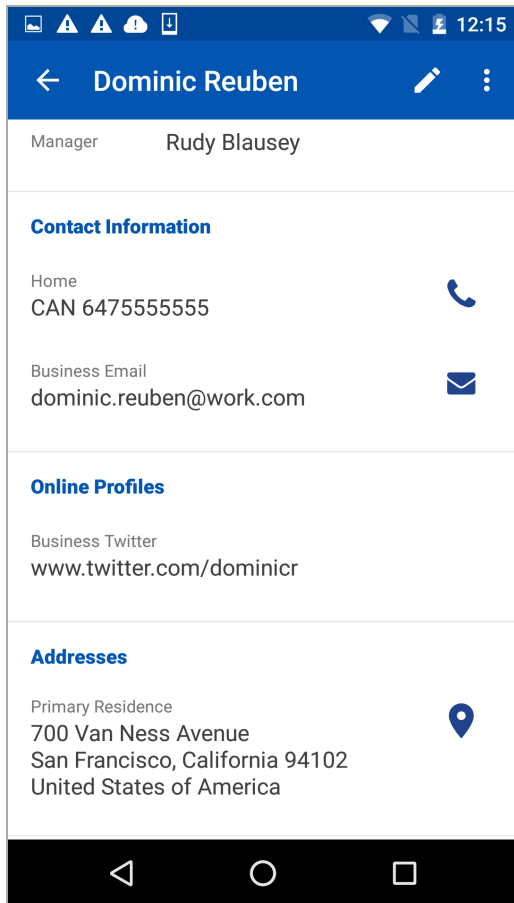 12:15
Dominic Reuben
Manager Rudy Blausey
Contact Information
Home
CAN 6475555555
Business Email
dominic.reuben@work.com
Online Profiles
Business Twitter
www.twitter.com/dominicr
Addresses
Primary Residence
700 Van Ness Avenue
San Francisco, California 94102
United States of America